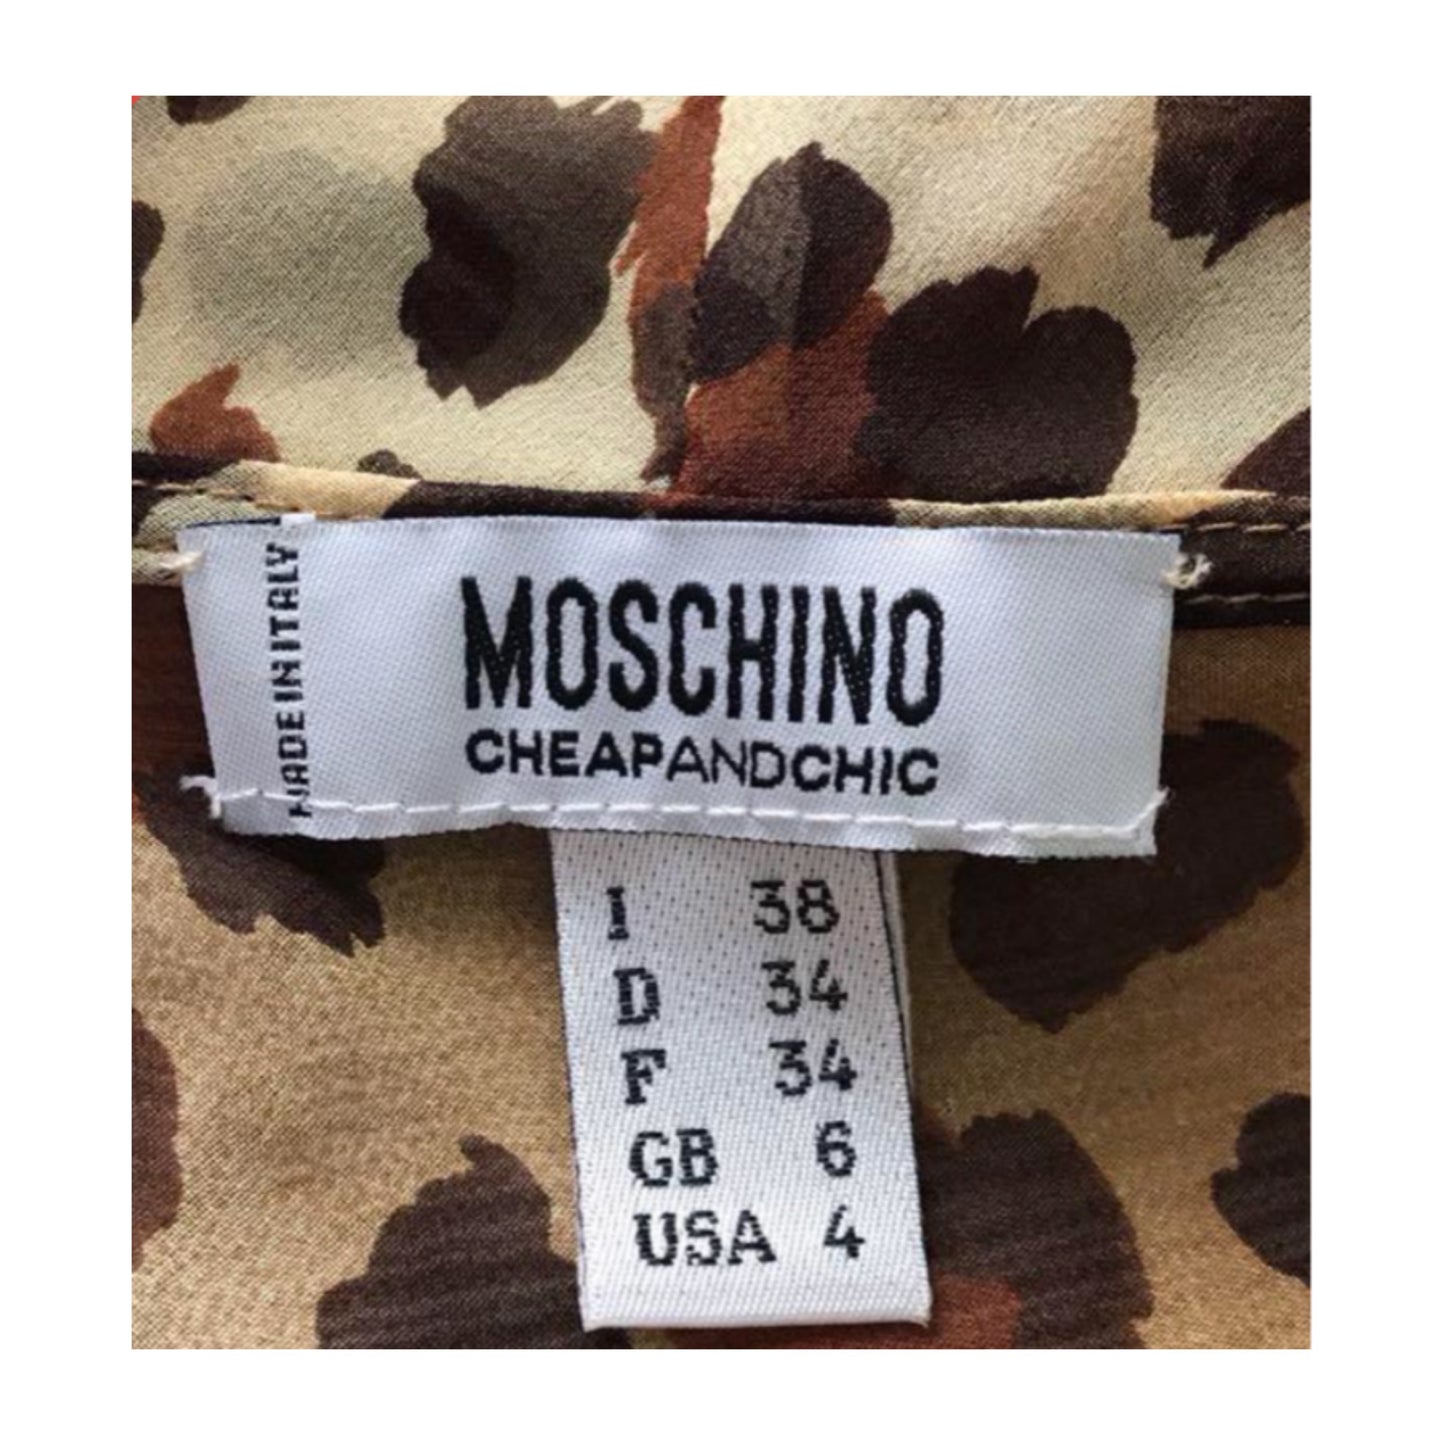 MADE IN ITALY
MOSCHINO
CHEAPANDCHIC
I 38
D 34
F 34
GB 6
USA 4